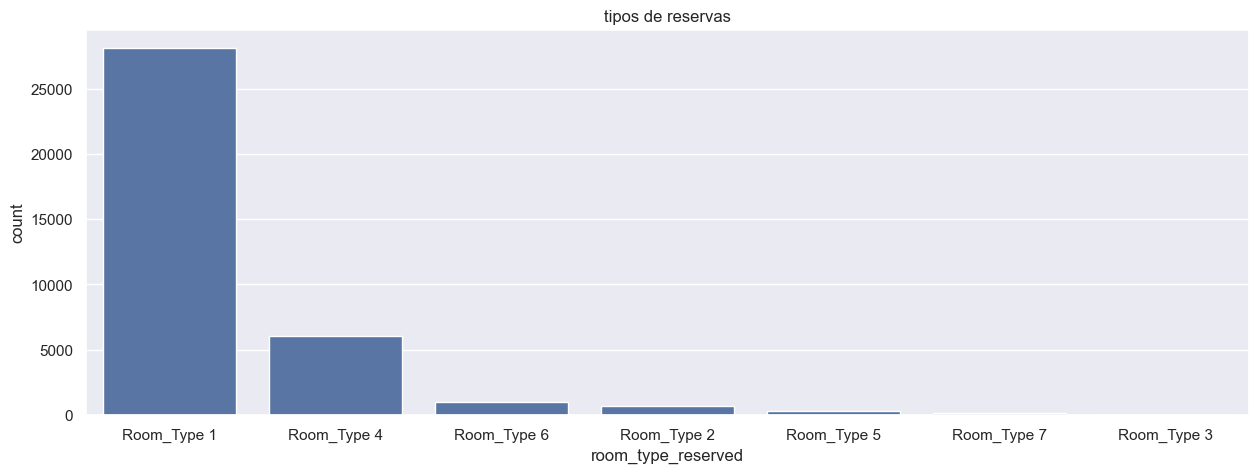 tipos de reservas
count
25000
20000
15000
10000
5000
0
Room_Type 1 Room_Type 4 Room_Type 6 Room_Type 2 Room_Type 5 Room_Type 7 Room_Type 3
room_type_reserved